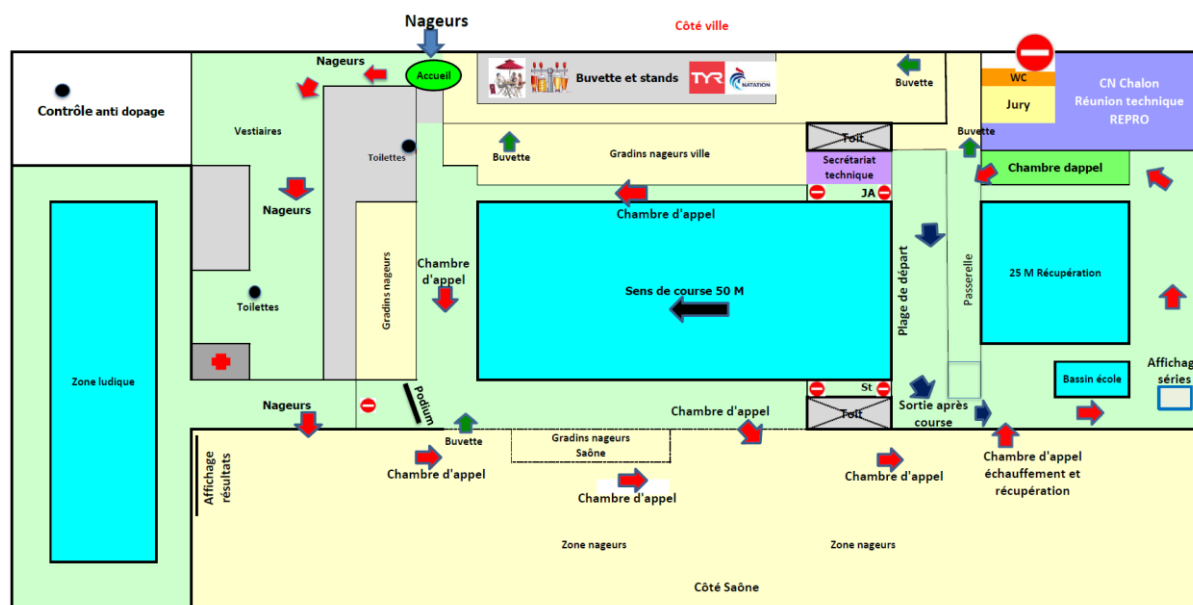 Nageurs
Côté ville
Nageurs
Accueil
Buvette et stands
TYR
NATATION
Buvette
WC
Jury
CN Chalon
Réunion technique
REPRO
Contrôle anti dopage
Vestiaires
Toilettes
Buvette
Gradins nageurs ville
Toit
Secrétariat
technique
Buvette
Chambre dappel
JA
Nageurs
Chambre d'appel
Chambre
d'appel
Gradins nageurs
Sens de course 50 M
Plage de départ
Passerelle
25 M Récupération
Toilettes
Zone ludique
Bassin école
Affichag
séries
Nageurs
Podium
St
Toit
Sortie après
course
Chambre d'appel
Buvette
Gradins nageurs
Saône
Affichage
résultats
Chambre d'appel
Chambre d'appel
Chambre d'appel
Chambre d'appel
échauffement et
récupération
Zone nageurs
Zone nageurs
Côté Saône